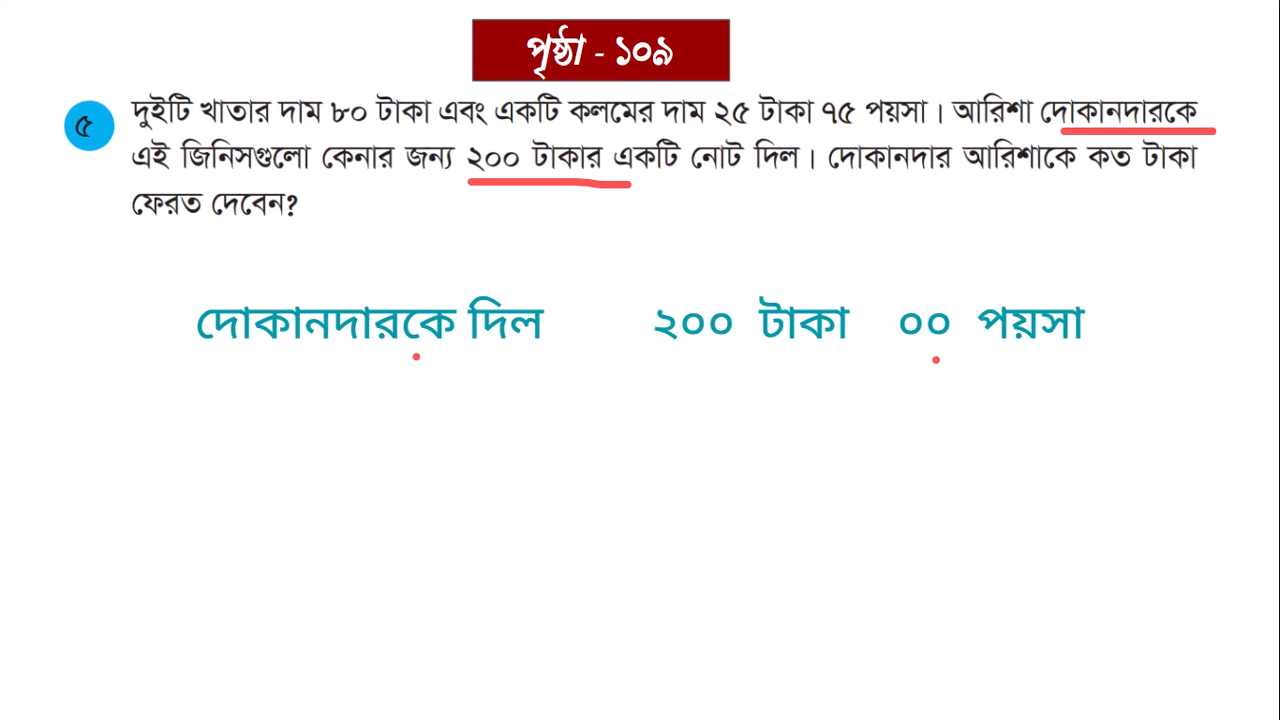 পৃষ্ঠা - ১০৯
৫
দুইটি খাতার দাম ৮০ টাকা এবং একটি কলমের দাম ২৫ টাকা ৭৫ পয়সা। আরিশা দোকানদারকে
এই জিনিসগুলো কেনার জন্য ২০০ টাকার একটি নোট দিল। দোকানদার আরিশাকে কত টাকা
ফেরত দেবেন?
দোকানদারকে দিল ২০০ টাকা ০০ পয়সা